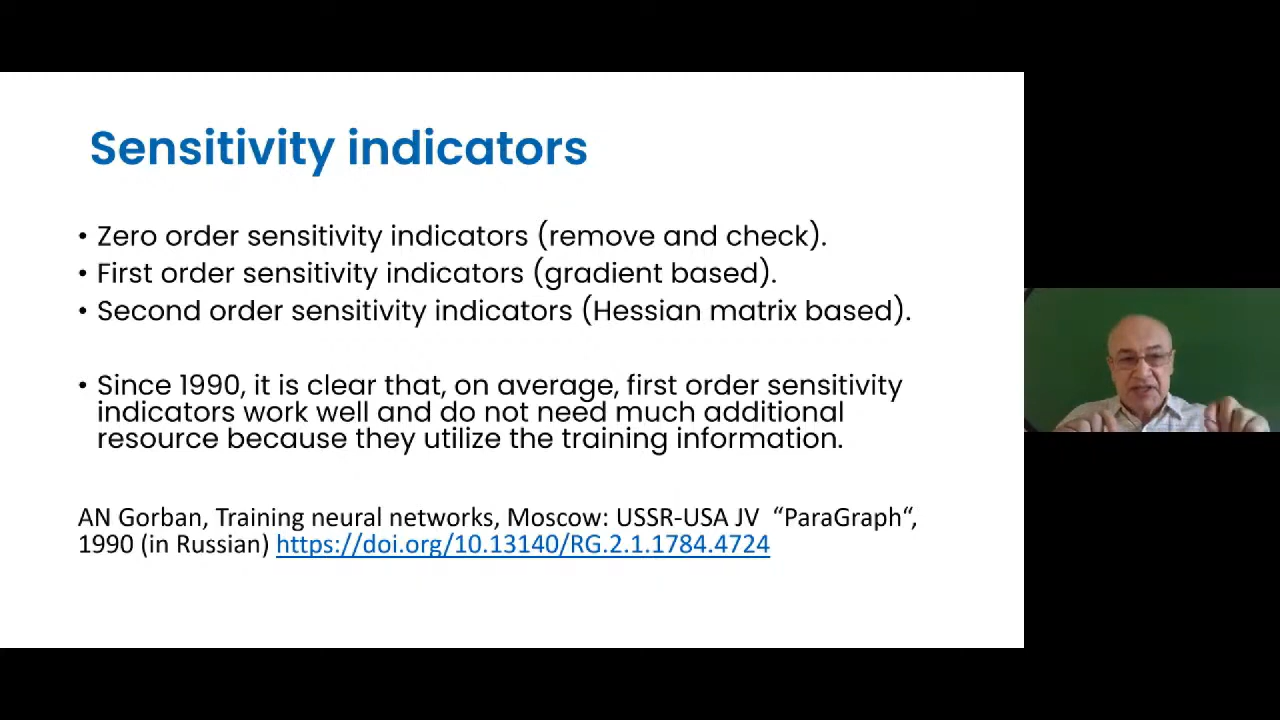 Sensitivity indicators
• Zero order sensitivity indicators (remove and check).
• First order sensitivity indicators (gradient based).
• Second order sensitivity indicators (Hessian matrix based).
• Since 1990, it is clear that, on average, first order sensitivity
indicators work well and do not need much additional
resource because they utilize the training information.
AN Gorban, Training neural networks, Moscow: USSR-USA JV “ParaGraph“,
1990 (in Russian) https://doi.org/10.13140/RG.2.1.1784.4724